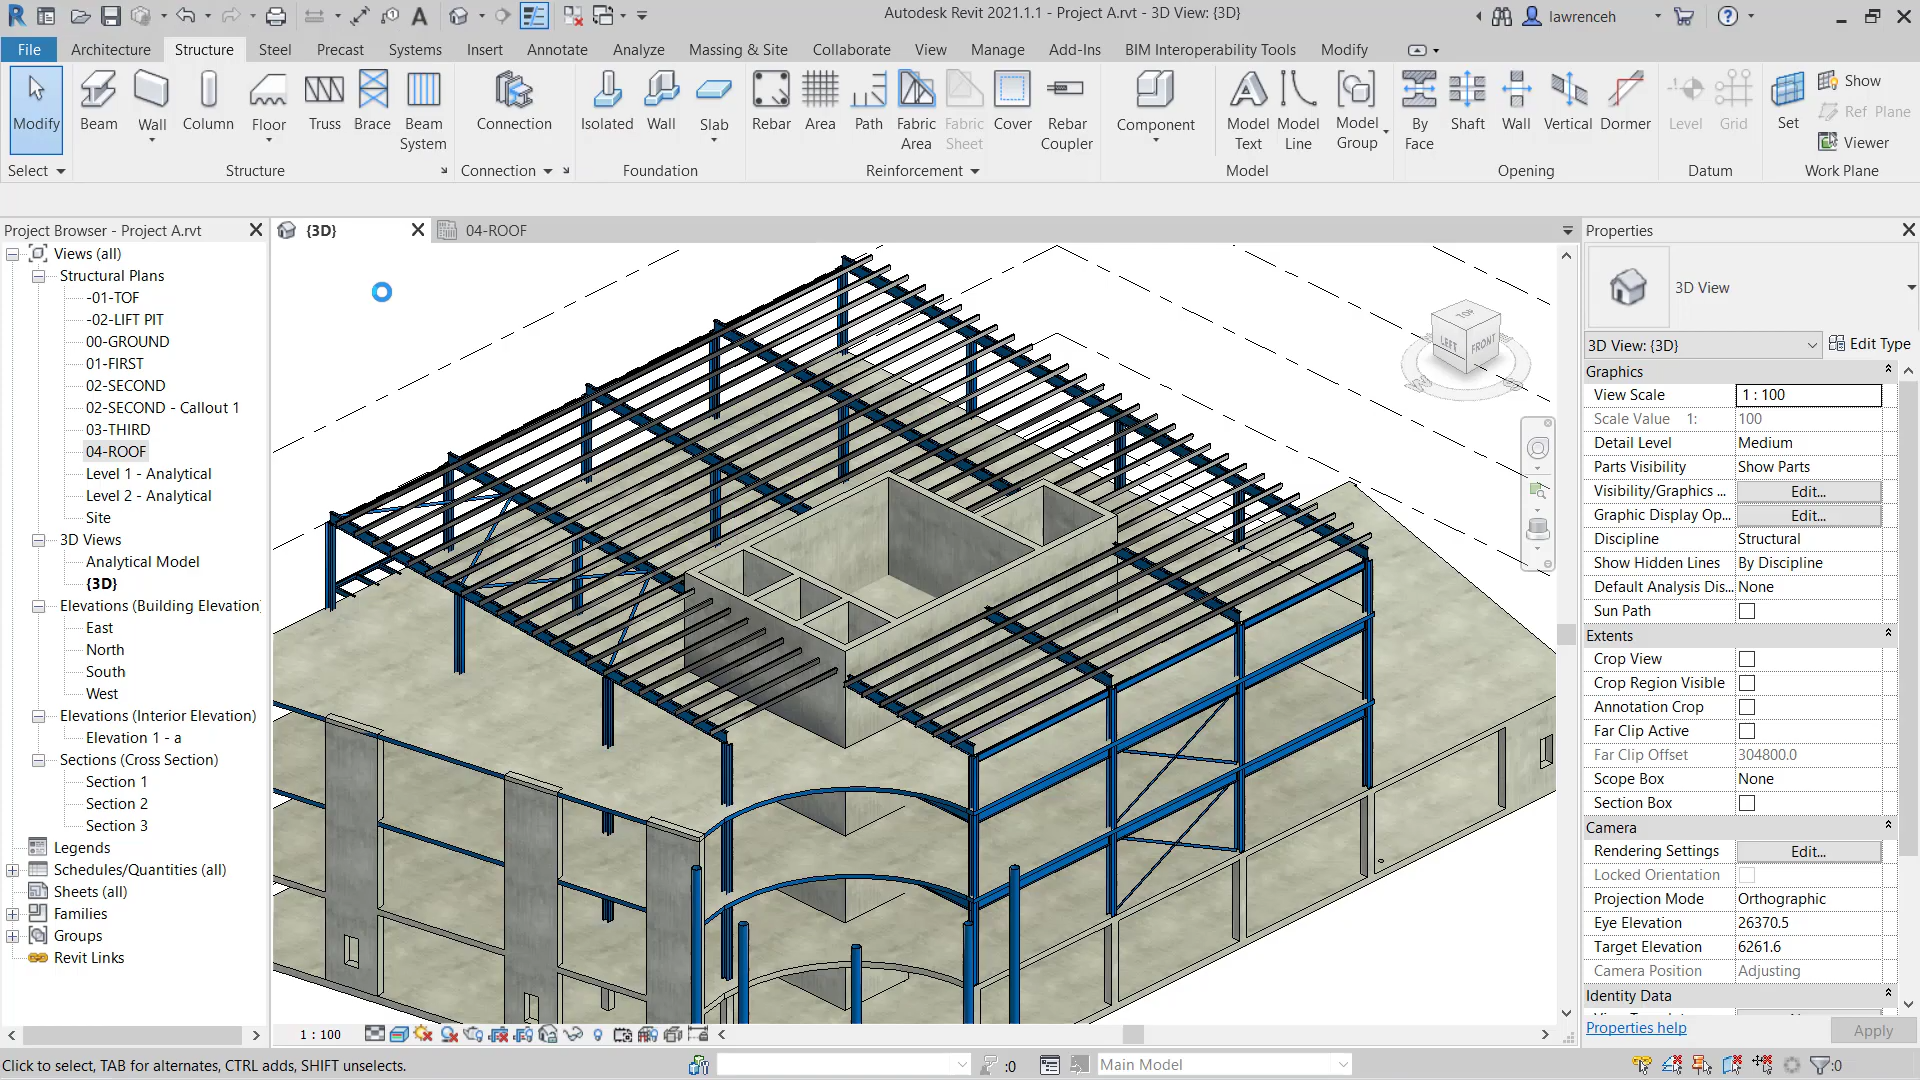 Autodesk Revit 2021.1.1 - Project A.rvt - 3D View: {3D}
lawrenceh
File Architecture Structure Steel Precast Systems Insert Annotate Analyze Massing & Site Collaborate View Manage Add-Ins BIM Interoperability Tools Modify
Modify Beam Wall Column Floor Truss Brace Beam System Connection Isolated Wall Slab Rebar Area Path Fabric Area Fabric Sheet Cover Rebar Coupler Component Model Text Model Line Model Group By Face Shaft Wall Vertical Dormer Level Grid Set Show Ref Plane Viewer
Select Structure Connection Foundation Reinforcement Model Opening Datum Work Plane
Project Browser - Project A.rvt
Views (all)
Structural Plans
-01-TOF
-02-LIFT PIT
00-GROUND
01-FIRST
02-SECOND
02-SECOND - Callout 1
03-THIRD
04-ROOF
Level 1 - Analytical
Level 2 - Analytical
Site
3D Views
Analytical Model
{3D}
Elevations (Building Elevation)
East
North
South
West
Elevations (Interior Elevation)
Elevation 1 - a
Sections (Cross Section)
Section 1
Section 2
Section 3
Legends
Schedules/Quantities (all)
Sheets (all)
Families
Groups
Revit Links
{3D}
04-ROOF
TOP
LEFT
FRONT
W
1 : 100
Properties
3D View
3D View: {3D}
Edit Type
Graphics
View Scale 1 : 100
Scale Value 1: 100
Detail Level Medium
Parts Visibility Show Parts
Visibility/Graphics ... Edit...
Graphic Display Op... Edit...
Discipline Structural
Show Hidden Lines By Discipline
Default Analysis Dis... None
Sun Path
Extents
Crop View
Crop Region Visible
Annotation Crop
Far Clip Active
Far Clip Offset 304800.0
Scope Box None
Section Box
Camera
Rendering Settings Edit...
Locked Orientation
Projection Mode Orthographic
Eye Elevation 26370.5
Target Elevation 6261.6
Camera Position Adjusting
Identity Data
Properties help
Apply
Click to select, TAB for alternates, CTRL adds, SHIFT unselects.
:0
Main Model
:0